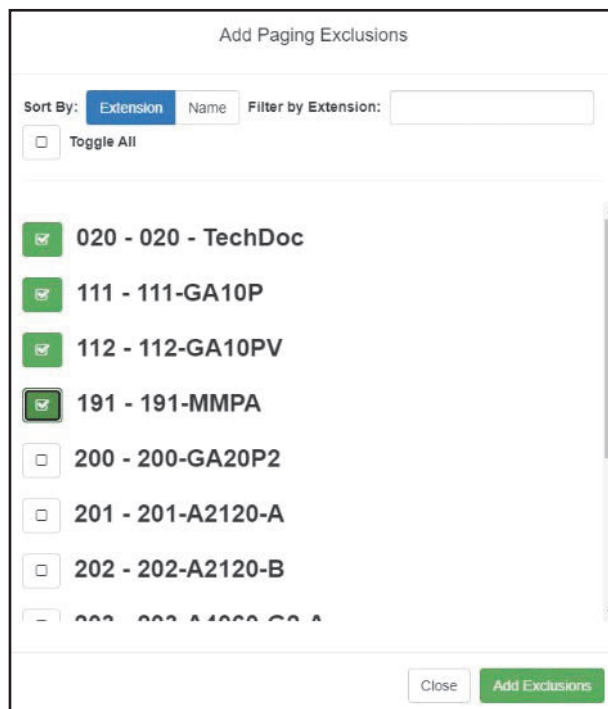 Add Paging Exclusions
Sort By: Extension Name Filter by Extension:
Toggle All
020 - 020 - TechDoc
111 - 111-GA10P
112 - 112-GA10PV
191 - 191-MMPA
200 - 200-GA20P2
201 - 201-A2120-A
202 - 202-A2120-B
Close Add Exclusions